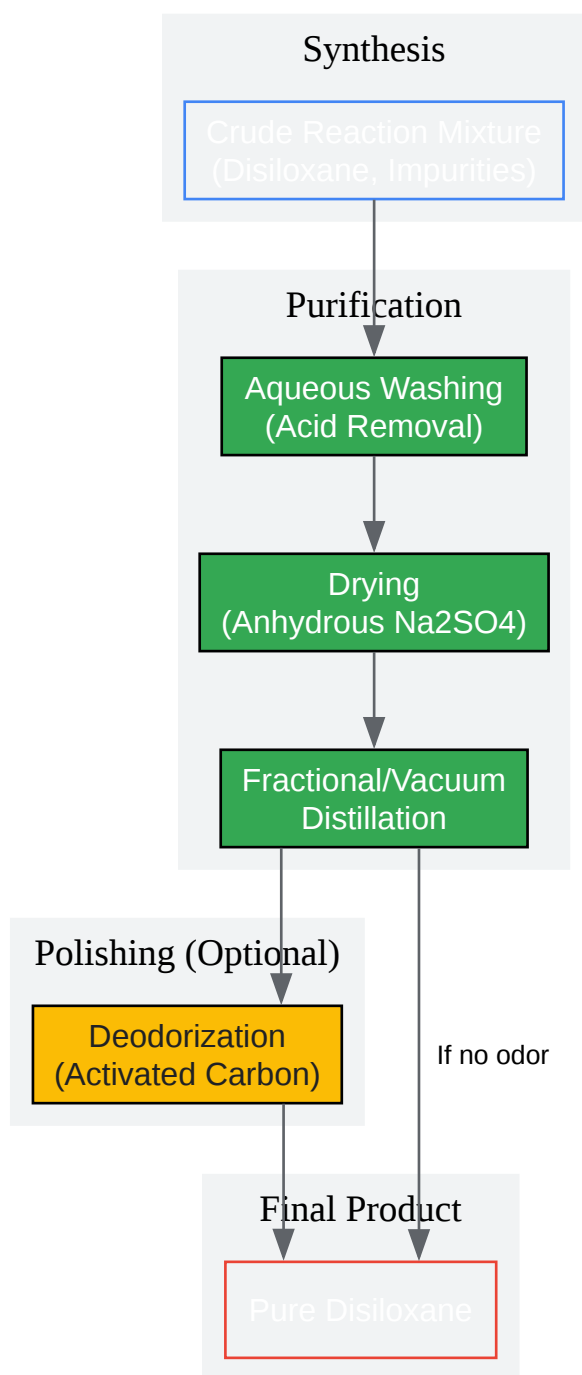 Synthesis
Crude Reaction Mixture
(Disiloxane, Impurities)
Purification
Aqueous Washing
(Acid Removal)
Drying
(Anhydrous Na2SO4)
Fractional/Vacuum
Distillation
Polishing (Optional)
Deodorization
(Activated Carbon)
If no odor
Final Product
Pure Disiloxane